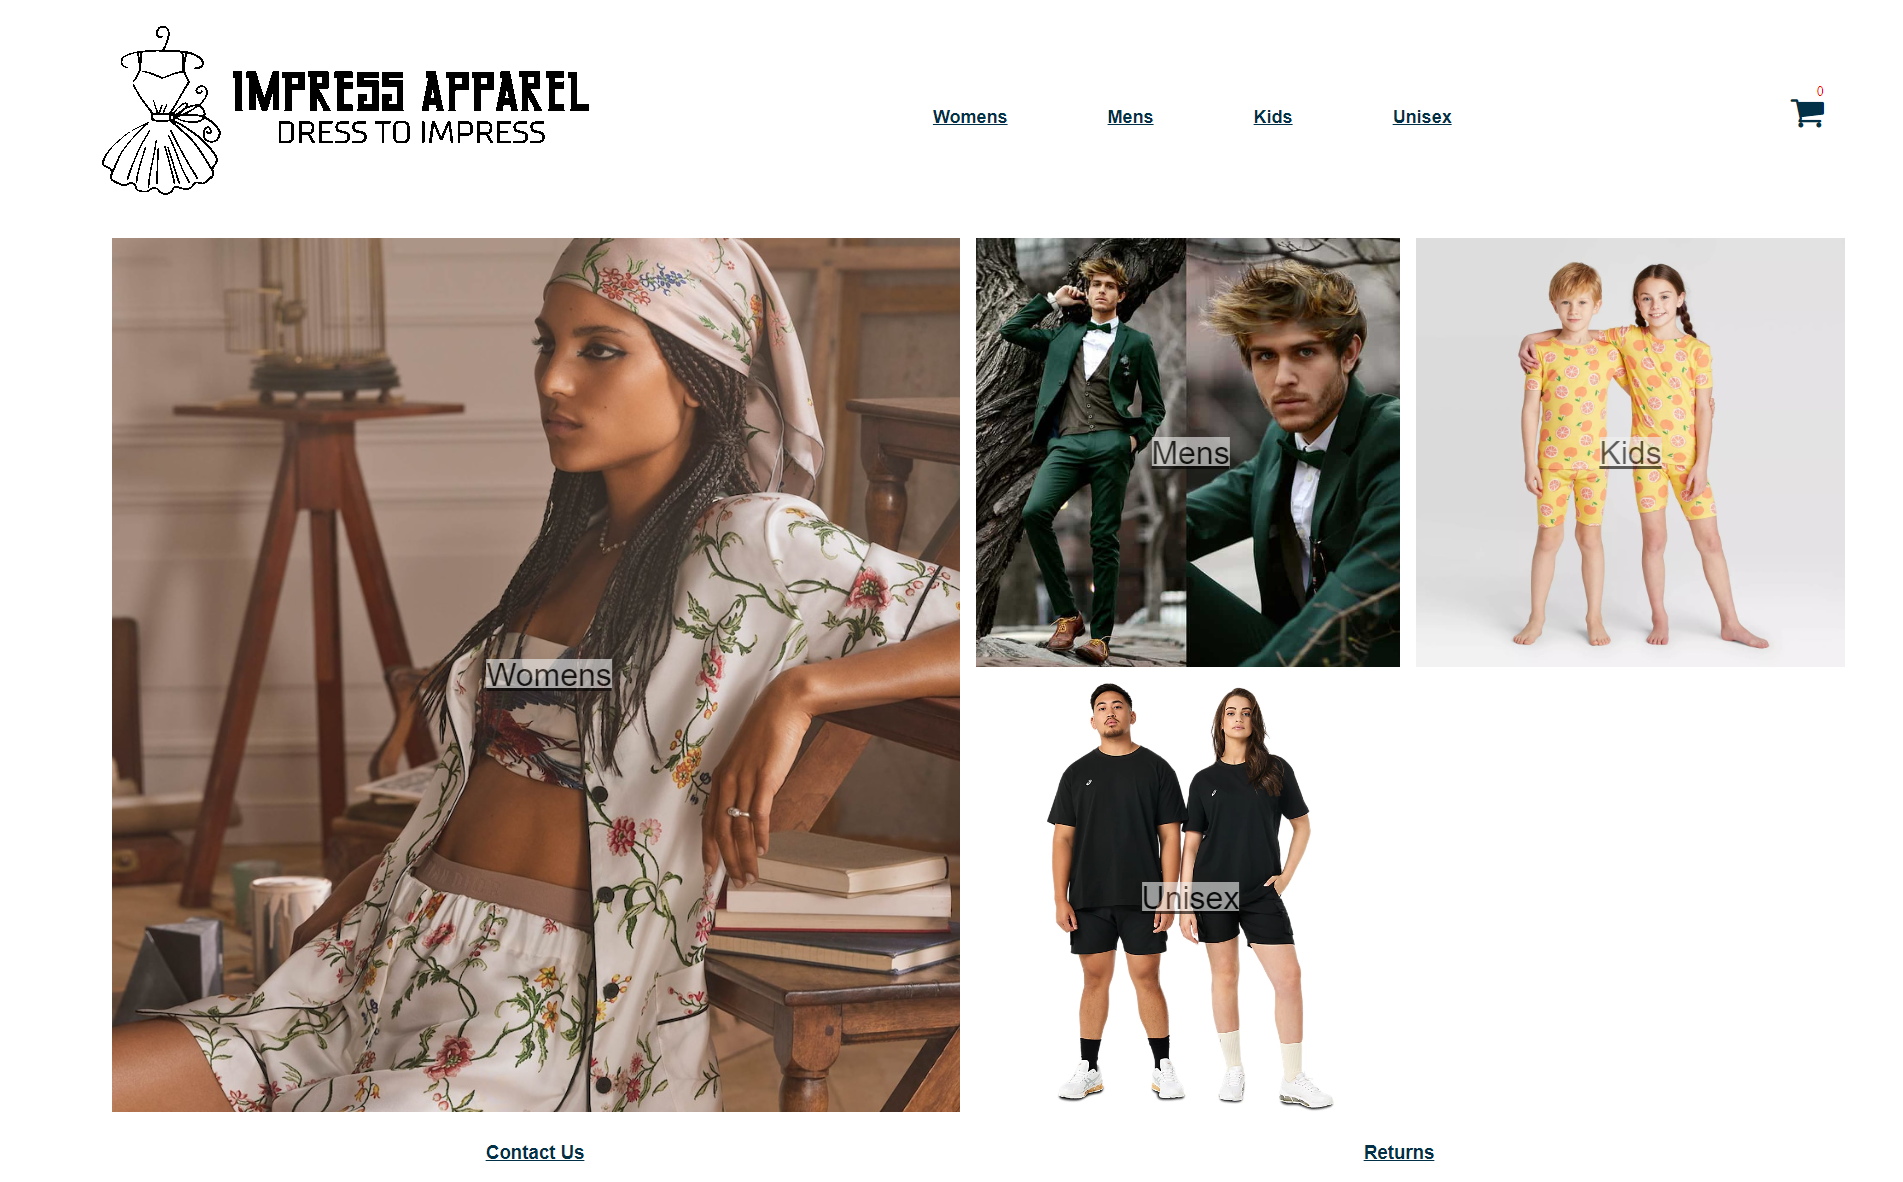 IMPRESS APPAREL
DRESS TO IMPRESS
Womens
Mens
Kids
Unisex
0
Womens
Mens
Kids
Unisex
Contact Us
Returns